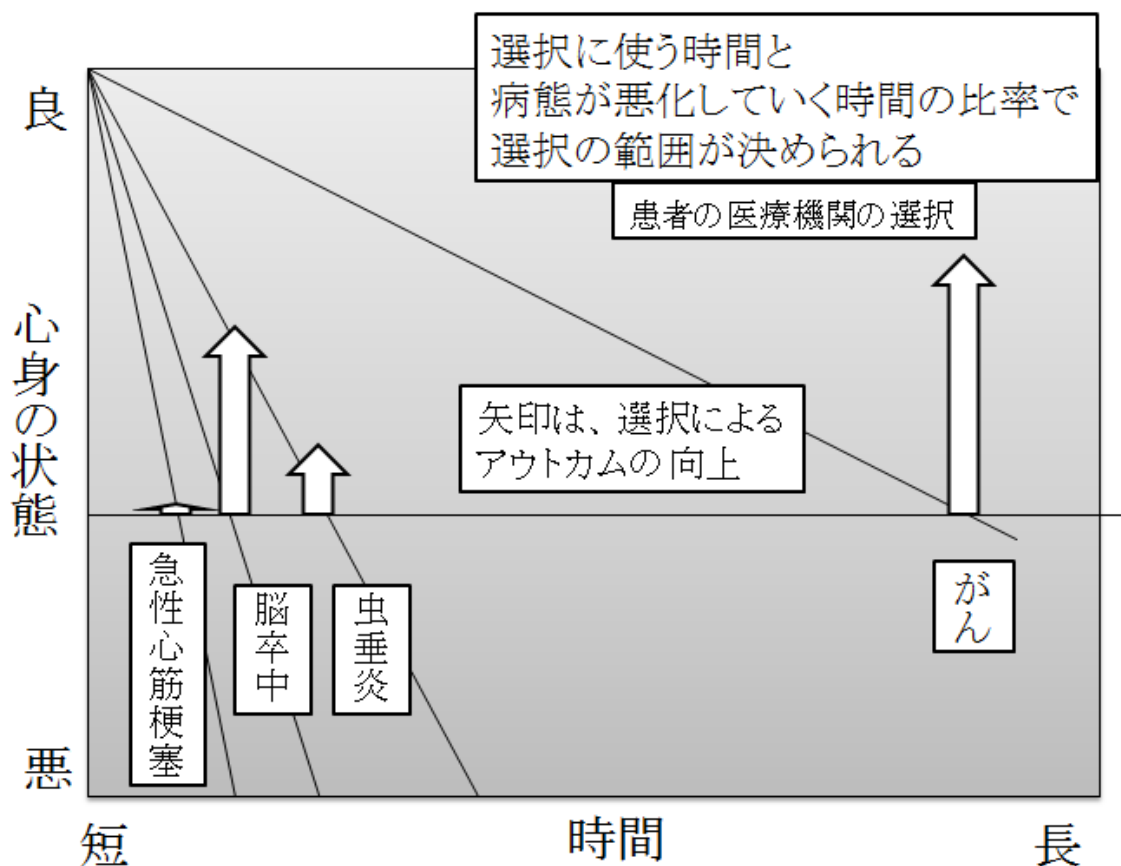 選択に使う時間と
病態が悪化していく時間の比率で
選択の範囲が決められる
患者の医療機関の選択
良
心身の状態
矢印は、選択による
アウトカムの向上
急性心筋梗塞
脳卒中
虫垂炎
がん
悪
短
時間
長